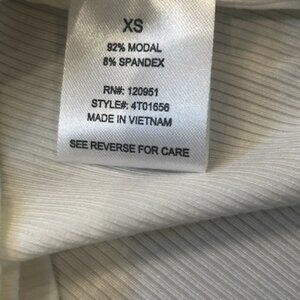 XS
92% MODAL
8% SPANDEX
RN#: 120951
STYLE#: 4T01656
MADE IN VIETNAM
SEE REVERSE FOR CARE